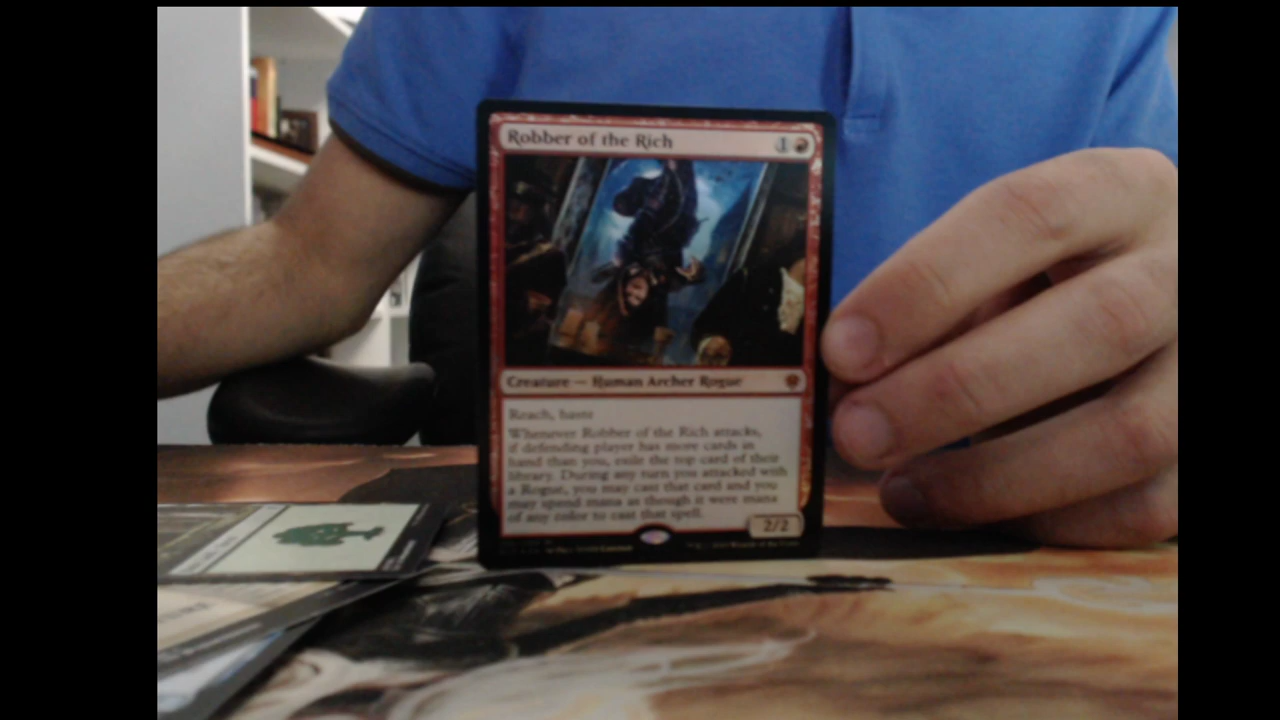 Robber of the Rich 1
Creature — Human Archer Rogue
Reach, haste
Whenever Robber of the Rich attacks,
if defending player has more cards in
hand than you, exile the top card of their
library. During any turn you attacked with
a Rogue, you may cast that card and you
may spend mana as though it were mana
of any color to cast that spell.
2/2